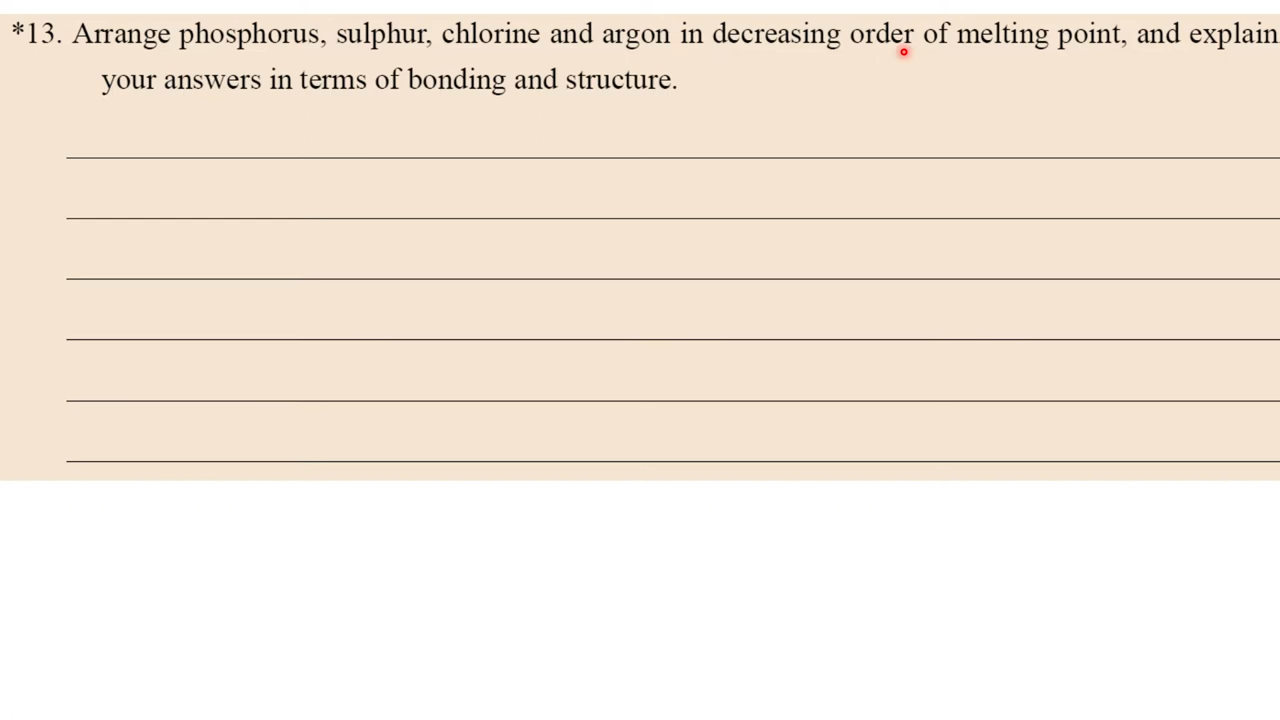 *13. Arrange phosphorus, sulphur, chlorine and argon in decreasing order of melting point, and explain
your answers in terms of bonding and structure.